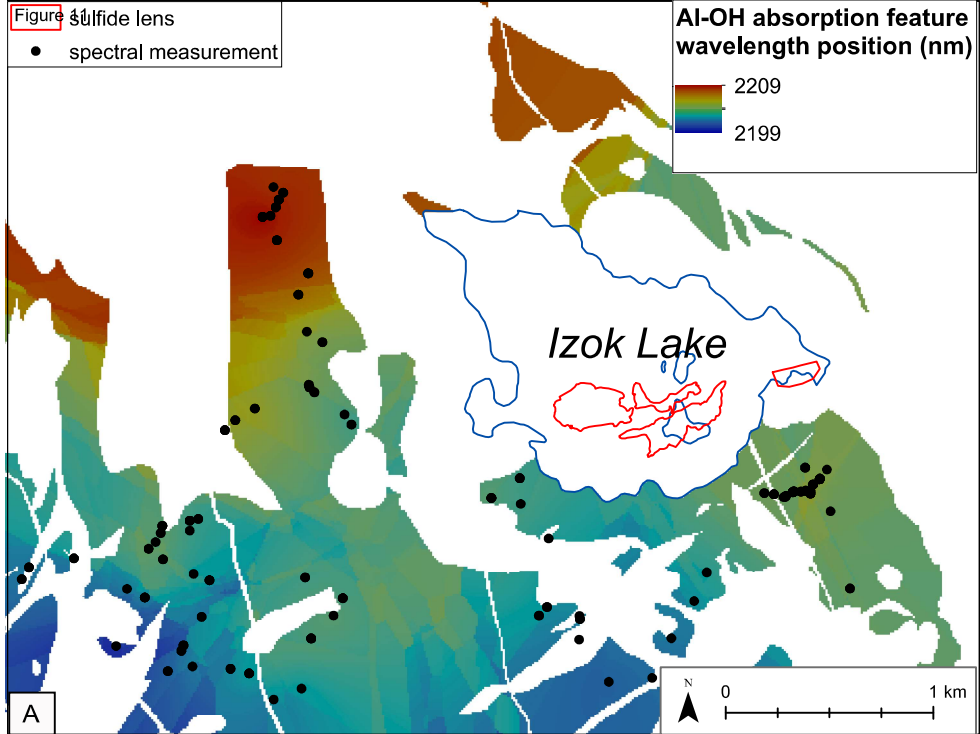 Figure 11
sulfide lens
spectral measurement
Al-OH absorption feature
wavelength position (nm)
2209
2199
Izok Lake
A
N
0 1 km